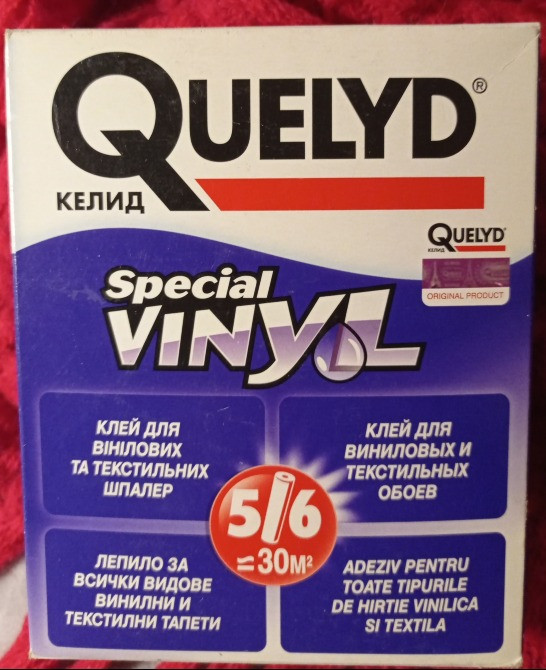 QUELYD®
КЕЛИД
QUELYD®
КЕЛИД
ORIGINAL PRODUCT
Special
VINYL
КЛЕЙ ДЛЯ
ВІНІЛОВИХ
ТА ТЕКСТИЛЬНИХ
ШПАЛЕР
КЛЕЙ ДЛЯ
ВИНИЛОВЫХ И
ТЕКСТИЛЬНЫХ
ОБОЕВ
5/6
≈30М²
ЛЕПИЛО ЗА
ВСИЧКИ ВИДОВЕ
ВИНИЛНИ И
ТЕКСТИЛНИ ТАПЕТИ
ADEZIV PENTRU
TOATE TIPURILE
DE HIRTIE VINILICA
SI TEXTILA